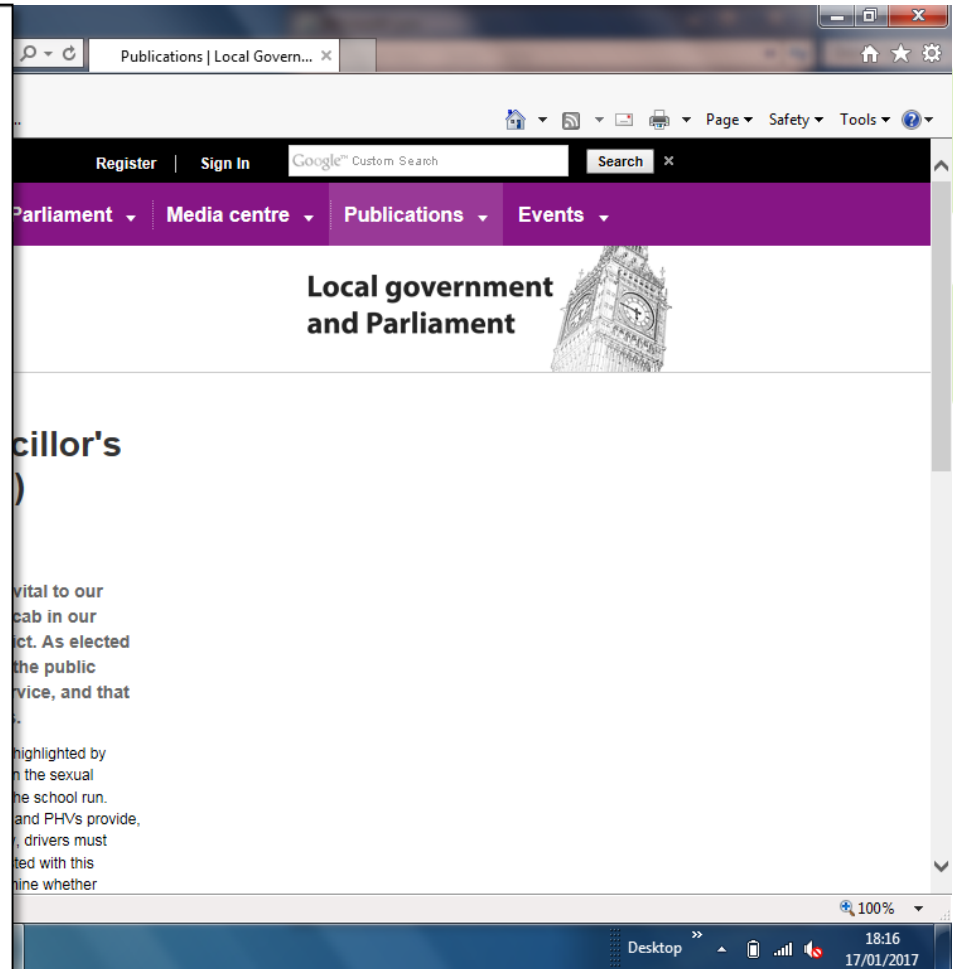 Publications | Local Govern...
..
Page Safety Tools
Register | Sign In Google™ Custom Search Search
Parliament Media centre Publications Events
Local government
and Parliament
cillor's
)
vital to our
cab in our
ict. As elected
the public
rvice, and that
highlighted by
n the sexual
he school run.
and PHVs provide,
, drivers must
ted with this
nine whether
100%
Desktop » 18:16
17/01/2017